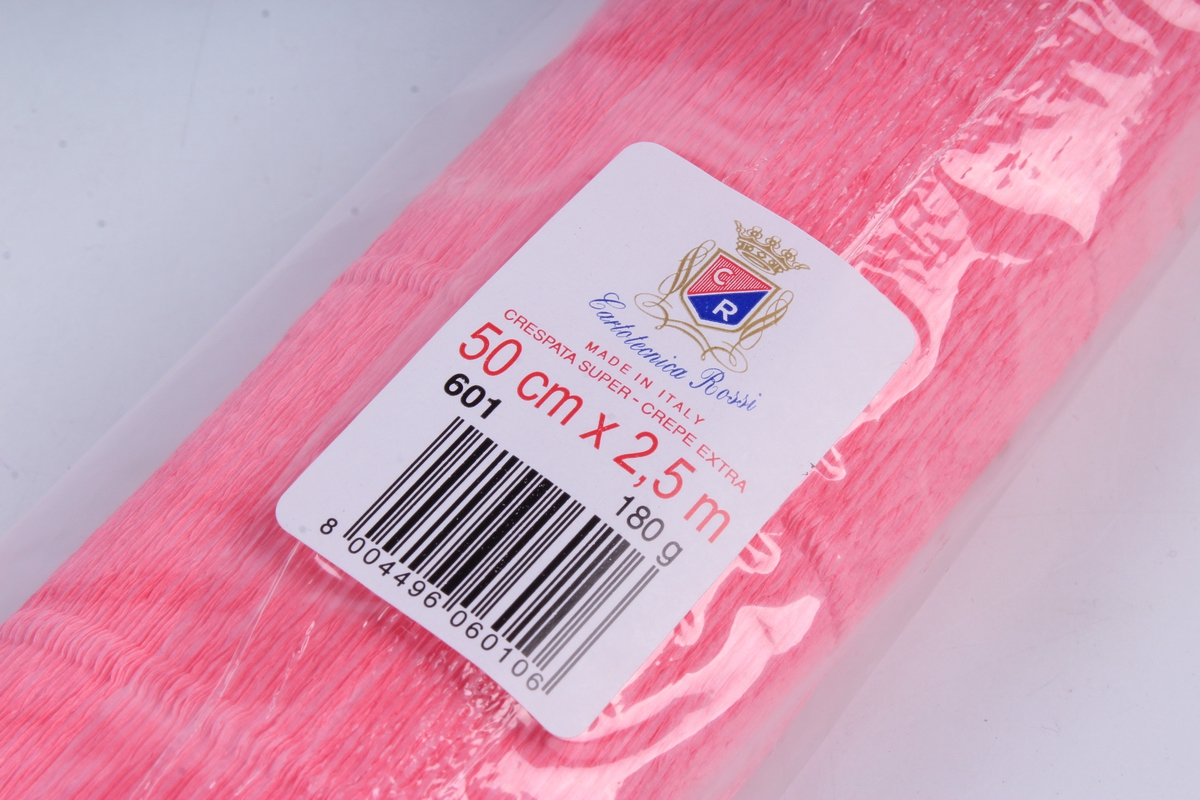 C
R
Cartotecnica Rossi
MADE IN ITALY
CRESPATA SUPER - CREPE EXTRA
50 cm x 2,5 m
601
180 g
8 004496 060106